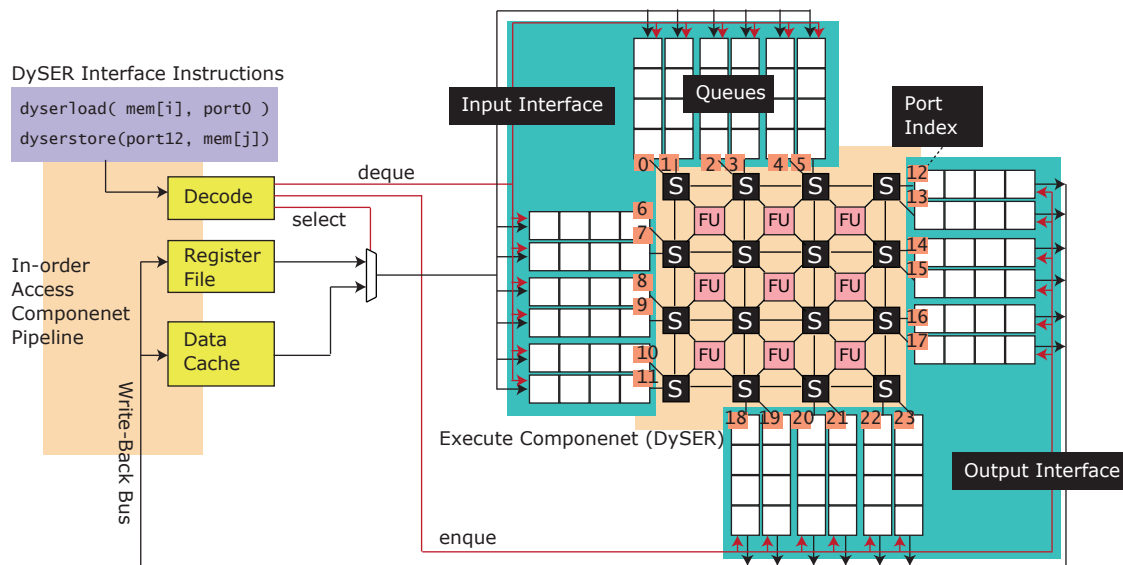 DySER Interface Instructions
dyserload( mem[i], port0 )
dyserstore(port12, mem[j])
Input Interface
Queues
Port
Index
deque
Decode
select
Register
File
Data
Cache
In-order
Access
Componenet
Pipeline
Write-Back Bus
0 1 2 3 4 5
12
13
14
15
16
17
6
7
8
9
10
11
S S S S
FU FU FU
S S S S
FU FU FU
S S S S
FU FU FU
S S S S
18 19 20 21 22 23
Execute Componenet (DySER)
Output Interface
enque